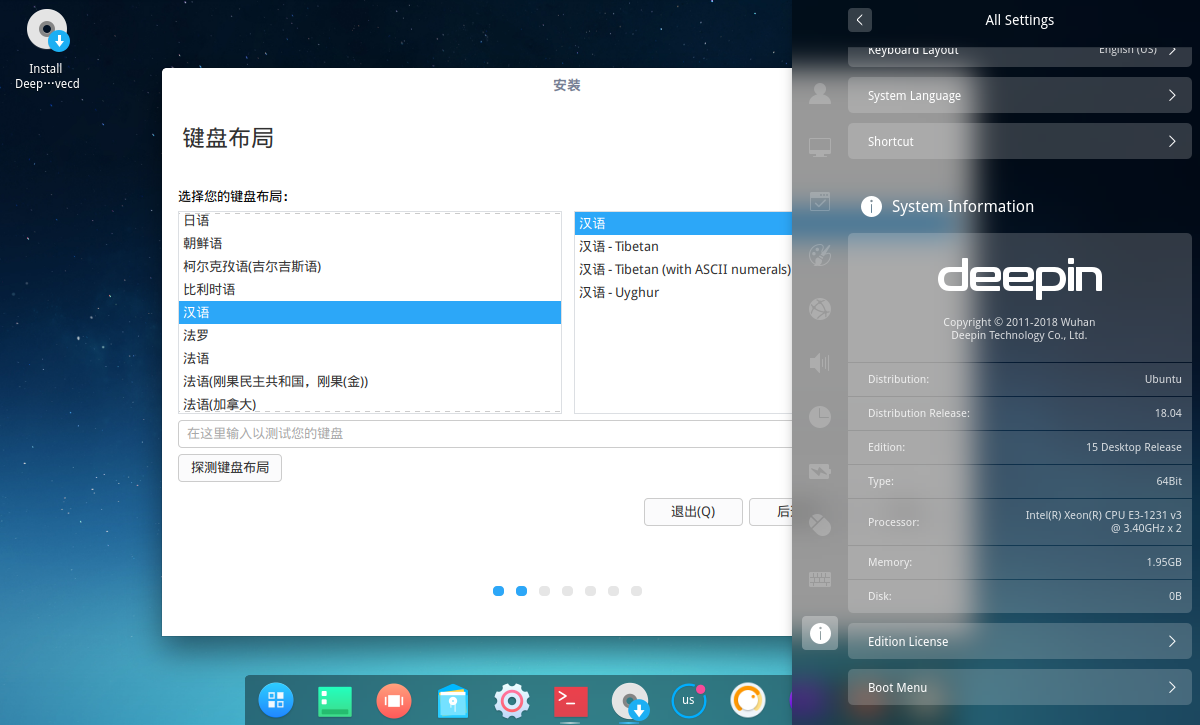 Install
Deep···vecd
安装
键盘布局
选择您的键盘布局：
日语
朝鲜语
柯尔克孜语(吉尔吉斯语)
比利时语
汉语
法罗
法语
法语(刚果民主共和国，刚果(金))
法语(加拿大)
汉语
汉语 - Tibetan
汉语 - Tibetan (with ASCII numerals)
汉语 - Uyghur
在这里输入以测试您的键盘
探测键盘布局
退出(Q)
All Settings
Keyboard Layout
English (US)
System Language
Shortcut
System Information
deepin
Copyright © 2011-2018 Wuhan
Deepin Technology Co., Ltd.
Distribution:
Ubuntu
Distribution Release:
18.04
Edition:
15 Desktop Release
Type:
64Bit
Processor:
Intel(R) Xeon(R) CPU E3-1231 v3
@ 3.40GHz x 2
Memory:
1.95GB
Disk:
0B
Edition License
Boot Menu
us